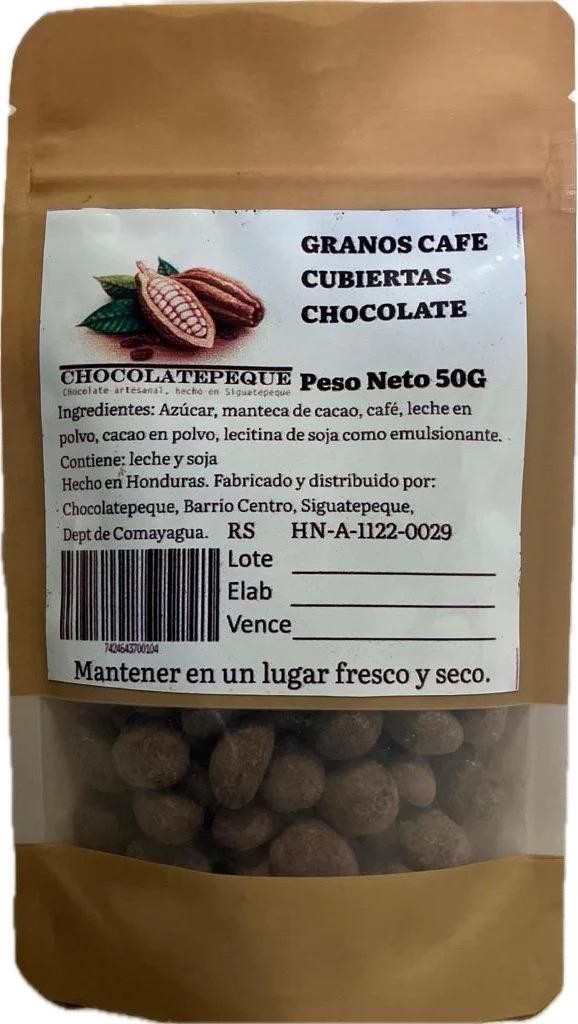 GRANOS CAFE
CUBIERTAS
CHOCOLATE
CHOCOLATEPEQUE
Chocolate artesanal, hecho en Siguatepeque
Peso Neto 50G
Ingredientes: Azúcar, manteca de cacao, café, leche en
polvo, cacao en polvo, lecitina de soja como emulsionante.
Contiene: leche y soja
Hecho en Honduras. Fabricado y distribuido por:
Chocolatepeque, Barrio Centro, Siguatepeque,
Dept de Comayagua. RS HN-A-1122-0029
Lote
Elab
Vence
7424643700104
Mantener en un lugar fresco y seco.